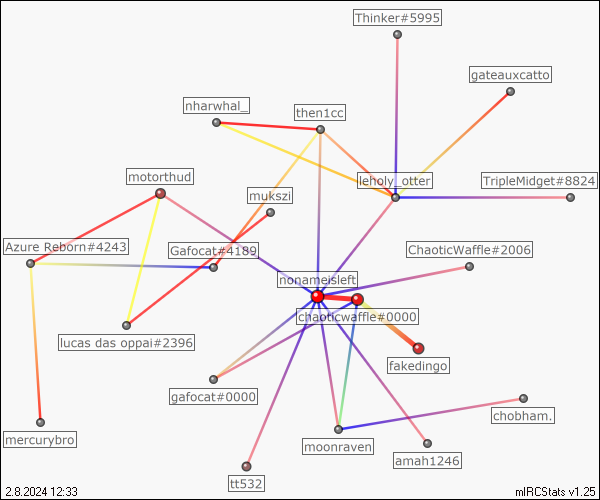 Thinker#5995
gateauxcatto
nharwhal_
then1cc
motorthud
leholy_otter
TripleMidget#8824
mukszi
Azure Reborn#4243
Gafocat#4189
ChaoticWaffle#2006
nonameisleft
chaoticwaffle#0000
lucas das oppai#2396
fakedingo
gafocat#0000
chobham.
mercurybro
moonraven
amah1246
tt532
2.8.2024 12:33
mIRCStats v1.25